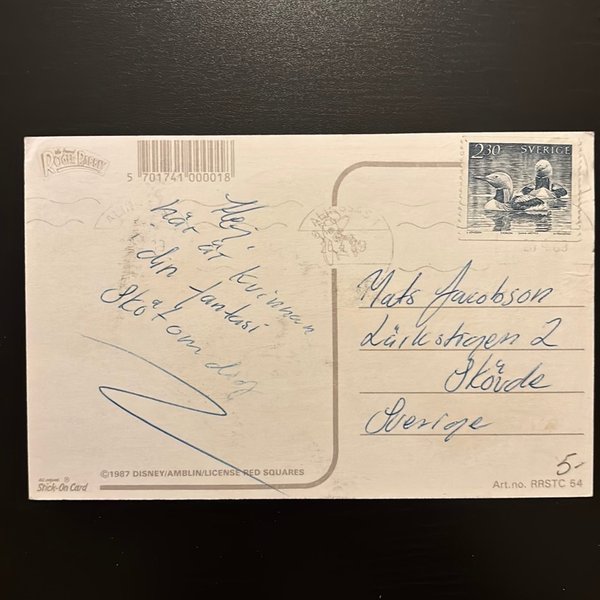 ROGER RABBIT
5 701741 000018
2.30 SVERIGE
Hej,
här är kvinnan
i din fantasi
Sköt om dig
Mats Jacobson
Lärkstigen 2
Skövde
Sverige
5-
©1987 DISNEY/AMBLIN/LICENSE RED SQUARES
Stick-On Card
Art.no. RRSTC 54